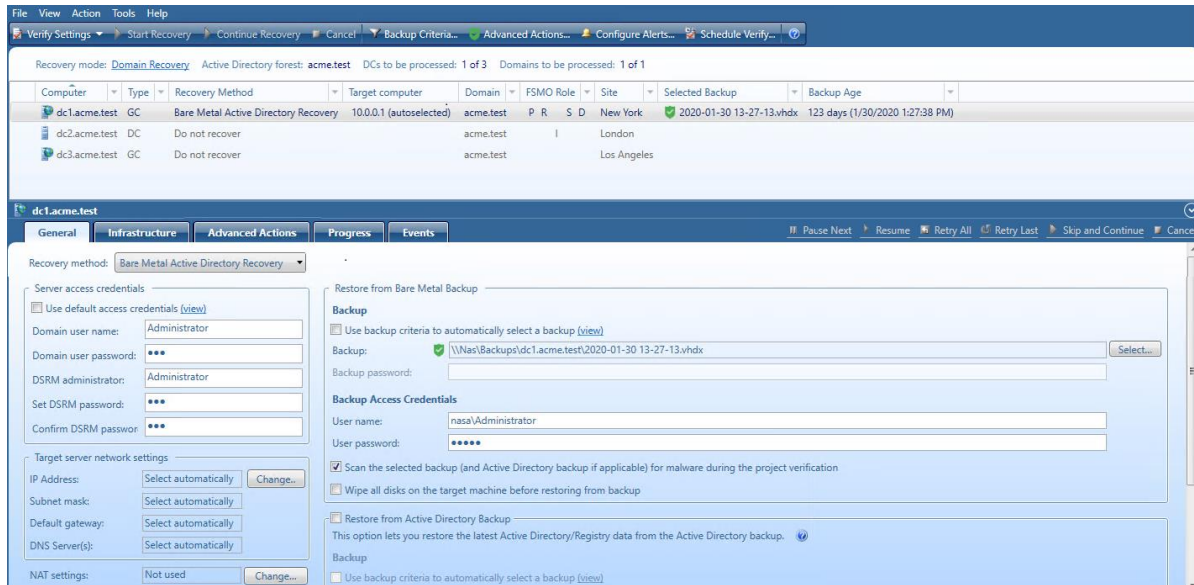 File View Action Tools Help
Verify Settings Start Recovery Continue Recovery Cancel Backup Criteria... Advanced Actions... Configure Alerts... Schedule Verify...
Recovery mode: Domain Recovery Active Directory forest: acme.test DCs to be processed: 1 of 3 Domains to be processed: 1 of 1
Computer Type Recovery Method Target computer Domain FSMO Role Site Selected Backup Backup Age
dc1.acme.test GC Bare Metal Active Directory Recovery 10.0.0.1 (autoselected) acme.test P R S D New York 2020-01-30 13-27-13.vhdx 123 days (1/30/2020 1:27:38 PM)
dc2.acme.test DC Do not recover acme.test I London
dc3.acme.test GC Do not recover acme.test Los Angeles
dc1.acme.test
General Infrastructure Advanced Actions Progress Events Pause Next Resume Retry All Retry Last Skip and Continue Cance
Recovery method: Bare Metal Active Directory Recovery
Server access credentials
Use default access credentials (view)
Domain user name: Administrator
Domain user password: •••
DSRM administrator: Administrator
Set DSRM password: •••
Confirm DSRM passwor •••
Target server network settings
IP Address: Select automatically Change..
Subnet mask: Select automatically
Default gateway: Select automatically
DNS Server(s): Select automatically
NAT settings: Not used Change...
Restore from Bare Metal Backup
Backup
Use backup criteria to automatically select a backup (view)
Backup: \\Nas\Backups\dc1.acme.test\2020-01-30 13-27-13.vhdx Select...
Backup password:
Backup Access Credentials
User name: nasa\Administrator
User password: •••••
Scan the selected backup (and Active Directory backup if applicable) for malware during the project verification
Wipe all disks on the target machine before restoring from backup
Restore from Active Directory Backup
This option lets you restore the latest Active Directory/Registry data from the Active Directory backup.
Backup
Use backup criteria to automatically select a backup (view)